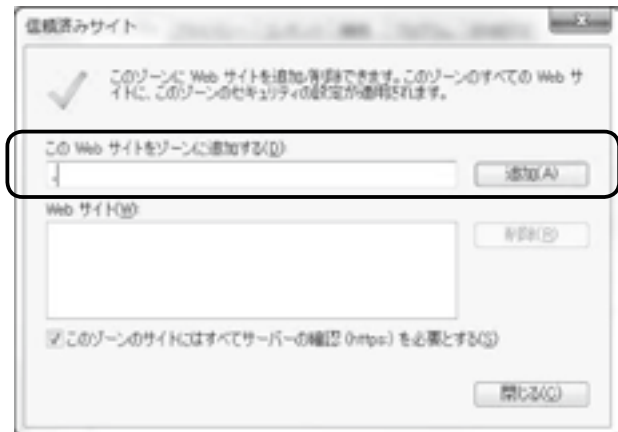 信頼済みサイト
このゾーンに Web サイトを追加/削除できます。このゾーンのすべての Web サ
イトに、このゾーンのセキュリティの設定が適用されます。
この Web サイトをゾーンに追加する(D):
追加(A)
Web サイト(W):
削除(R)
このゾーンのサイトにはすべてサーバーの確認 (https:) を必要とする(S)
閉じる(C)